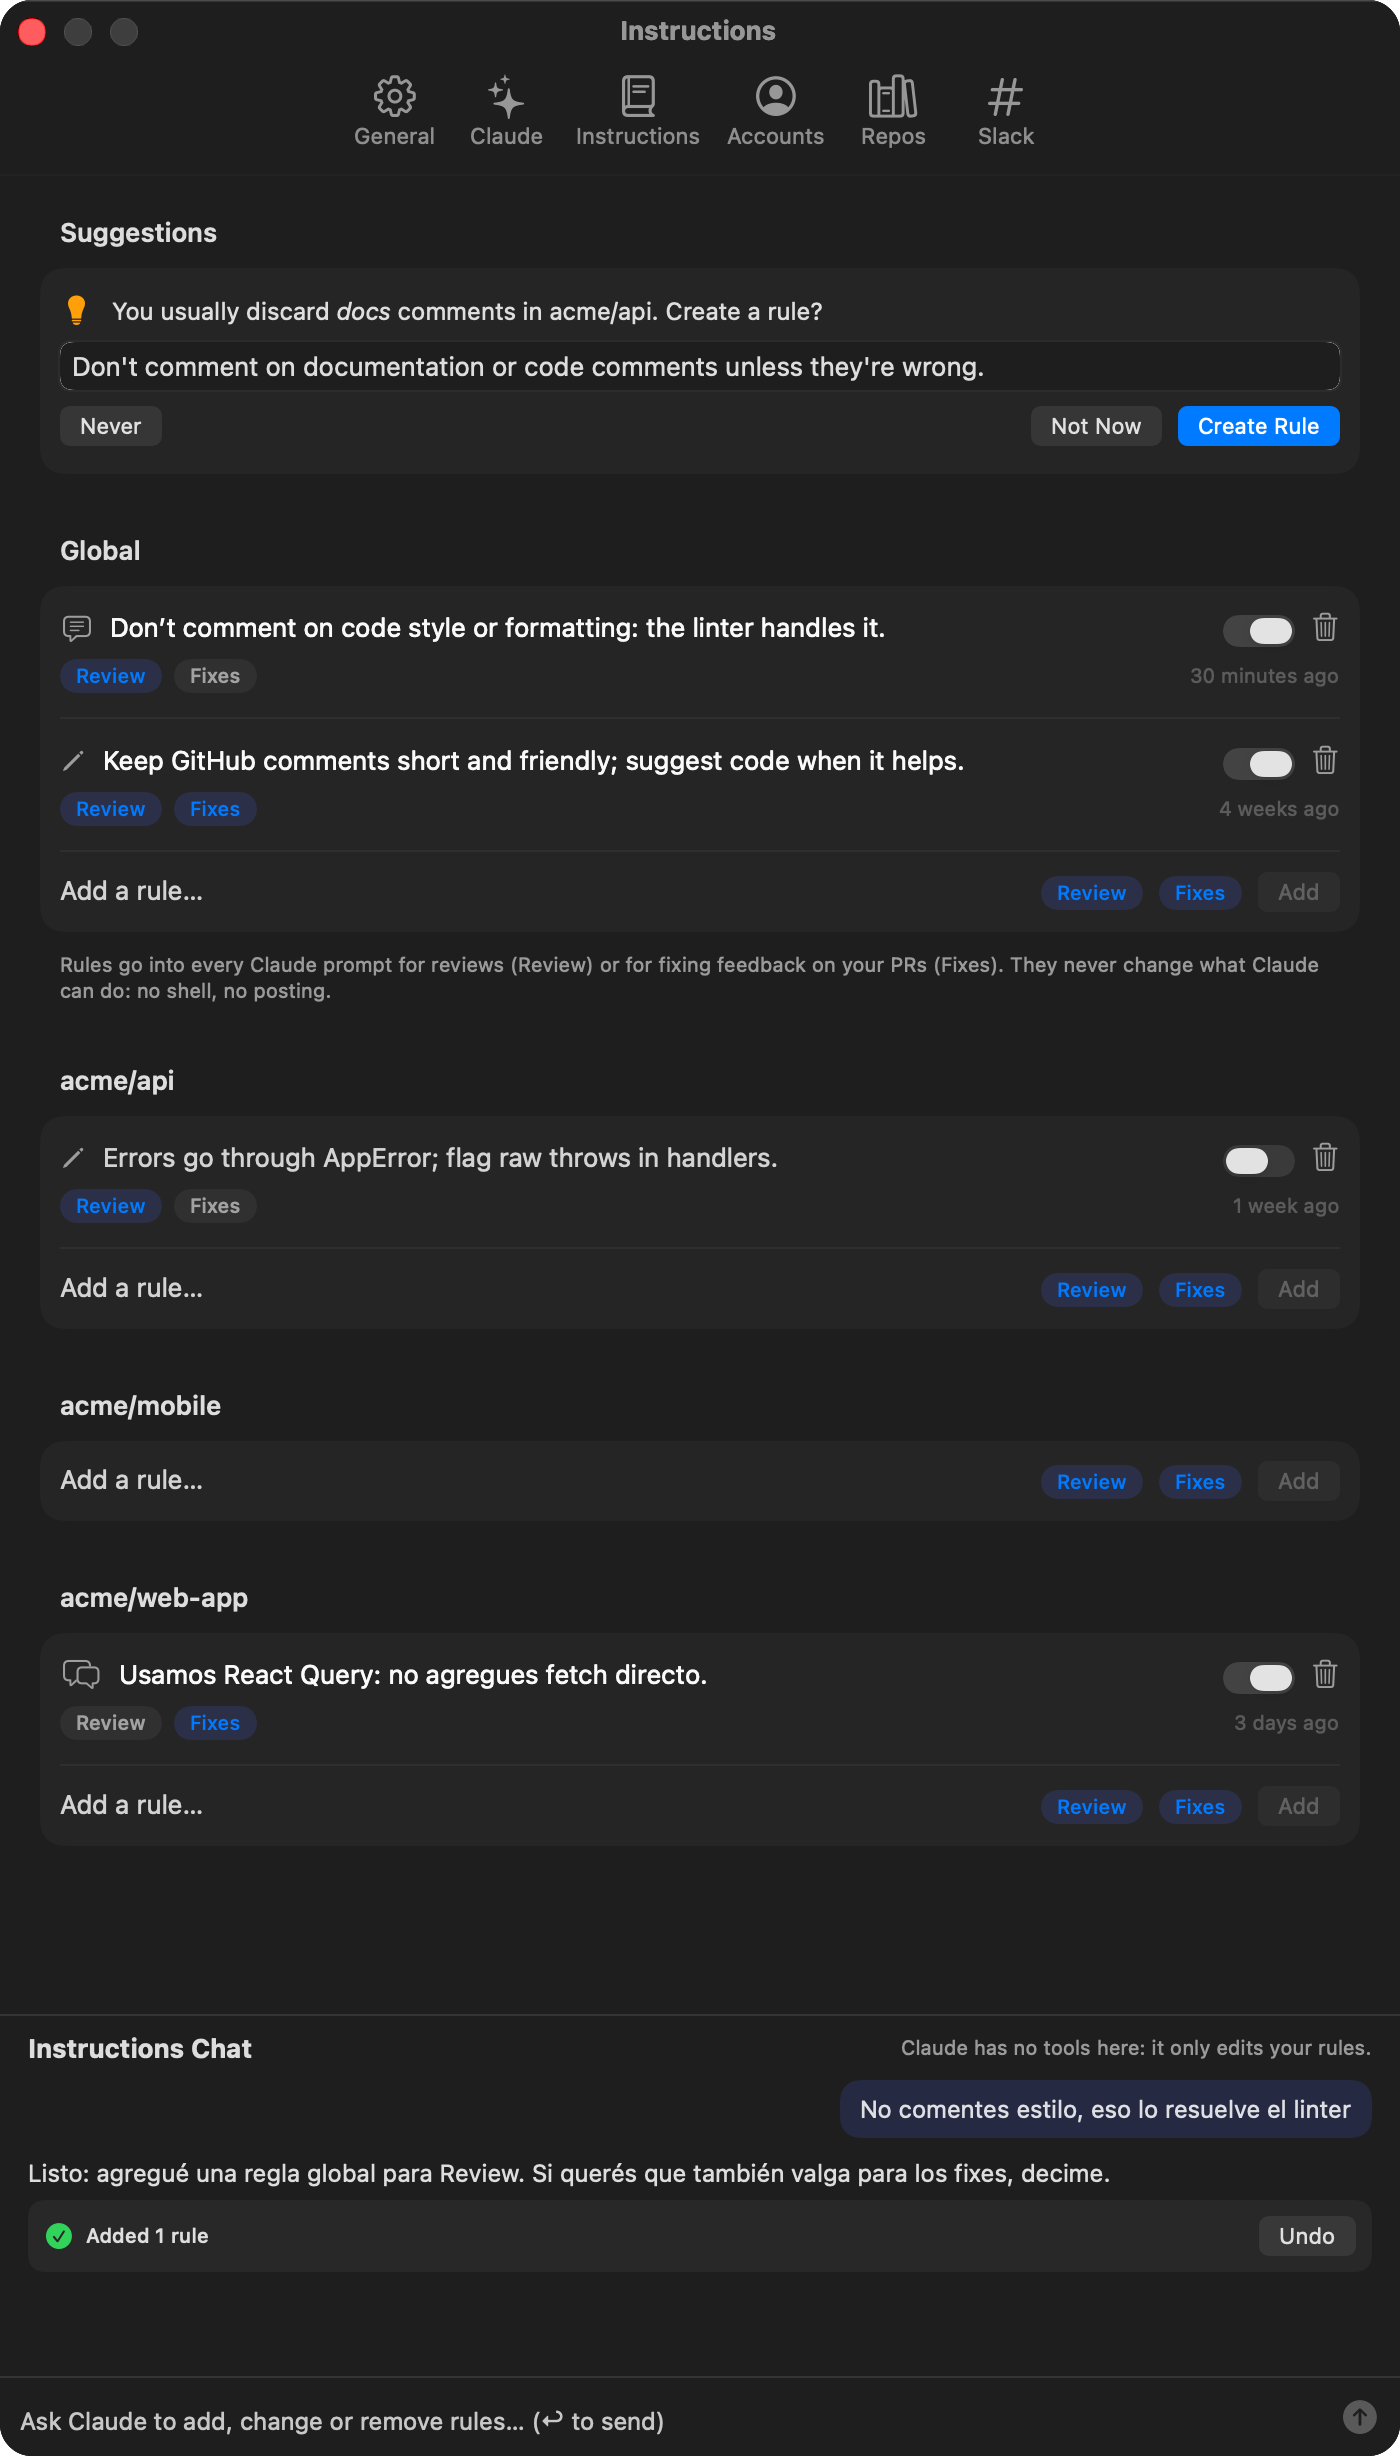 Instructions
General
Claude
Instructions
Accounts
Repos
Slack
Suggestions
You usually discard docs comments in acme/api. Create a rule?
Don't comment on documentation or code comments unless they're wrong.
Never
Not Now
Create Rule
Global
Don’t comment on code style or formatting: the linter handles it.
Review
Fixes
30 minutes ago
Keep GitHub comments short and friendly; suggest code when it helps.
Review
Fixes
4 weeks ago
Add a rule...
Review
Fixes
Add
Rules go into every Claude prompt for reviews (Review) or for fixing feedback on your PRs (Fixes). They never change what Claude
can do: no shell, no posting.
acme/api
Errors go through AppError; flag raw throws in handlers.
Review
Fixes
1 week ago
Add a rule...
Review
Fixes
Add
acme/mobile
Add a rule...
Review
Fixes
Add
acme/web-app
Usamos React Query: no agregues fetch directo.
Review
Fixes
3 days ago
Add a rule...
Review
Fixes
Add
Instructions Chat
Claude has no tools here: it only edits your rules.
No comentes estilo, eso lo resuelve el linter
Listo: agregué una regla global para Review. Si querés que también valga para los fixes, decime.
Added 1 rule
Undo
Ask Claude to add, change or remove rules... (↩ to send)